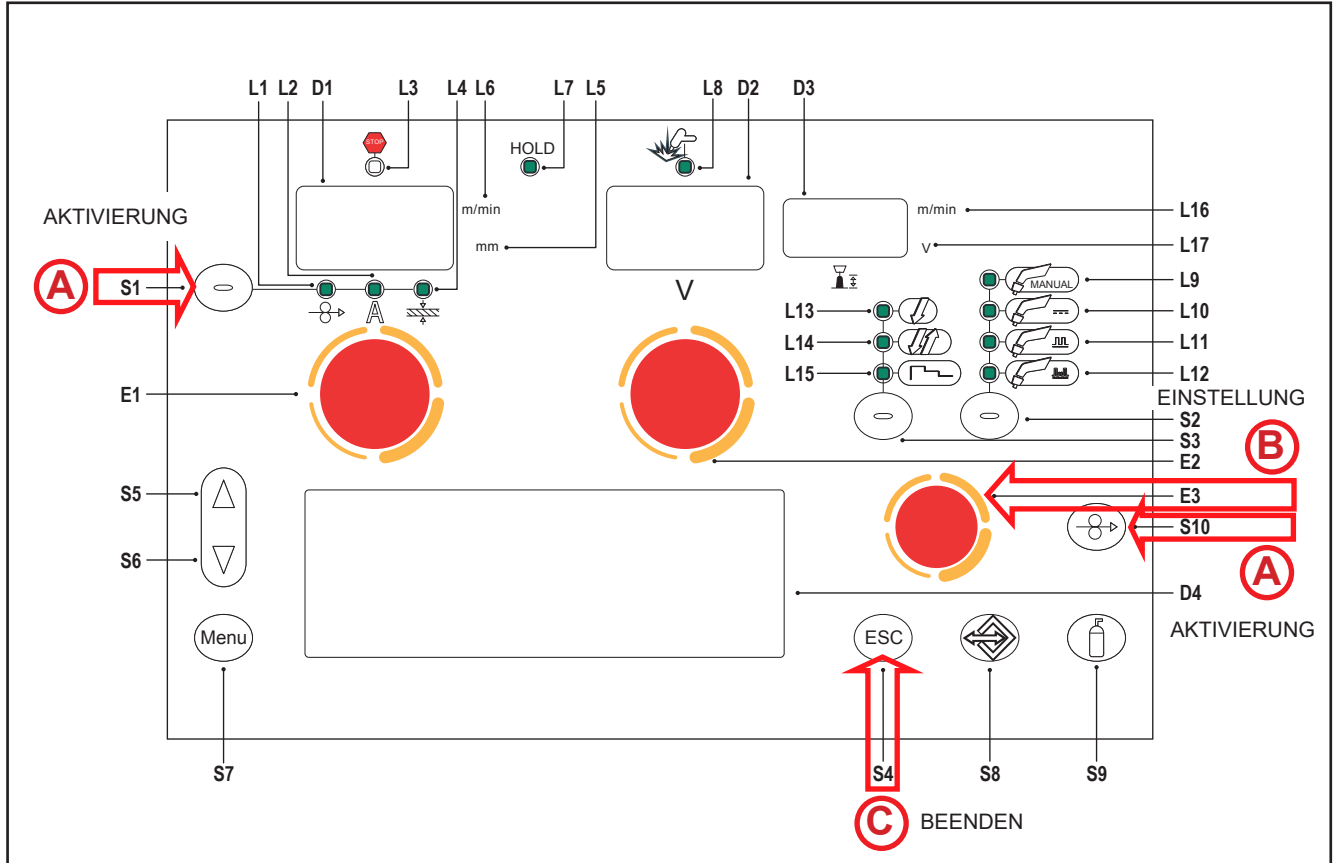 L1 L2 D1 L3 L4 L6 L7 L5 L8 D2 D3
STOP
HOLD
m/min
m/min
L16
AKTIVIERUNG
mm
V
L17
A
S1
V
A
MANUAL
L9
L13
L10
L14
L11
L15
L12
E1
EINSTELLUNG
S2
S3
B
E2
S5
E3
S10
S6
A
D4
Menu
ESC
AKTIVIERUNG
S7
S4
S8
S9
C
BEENDEN